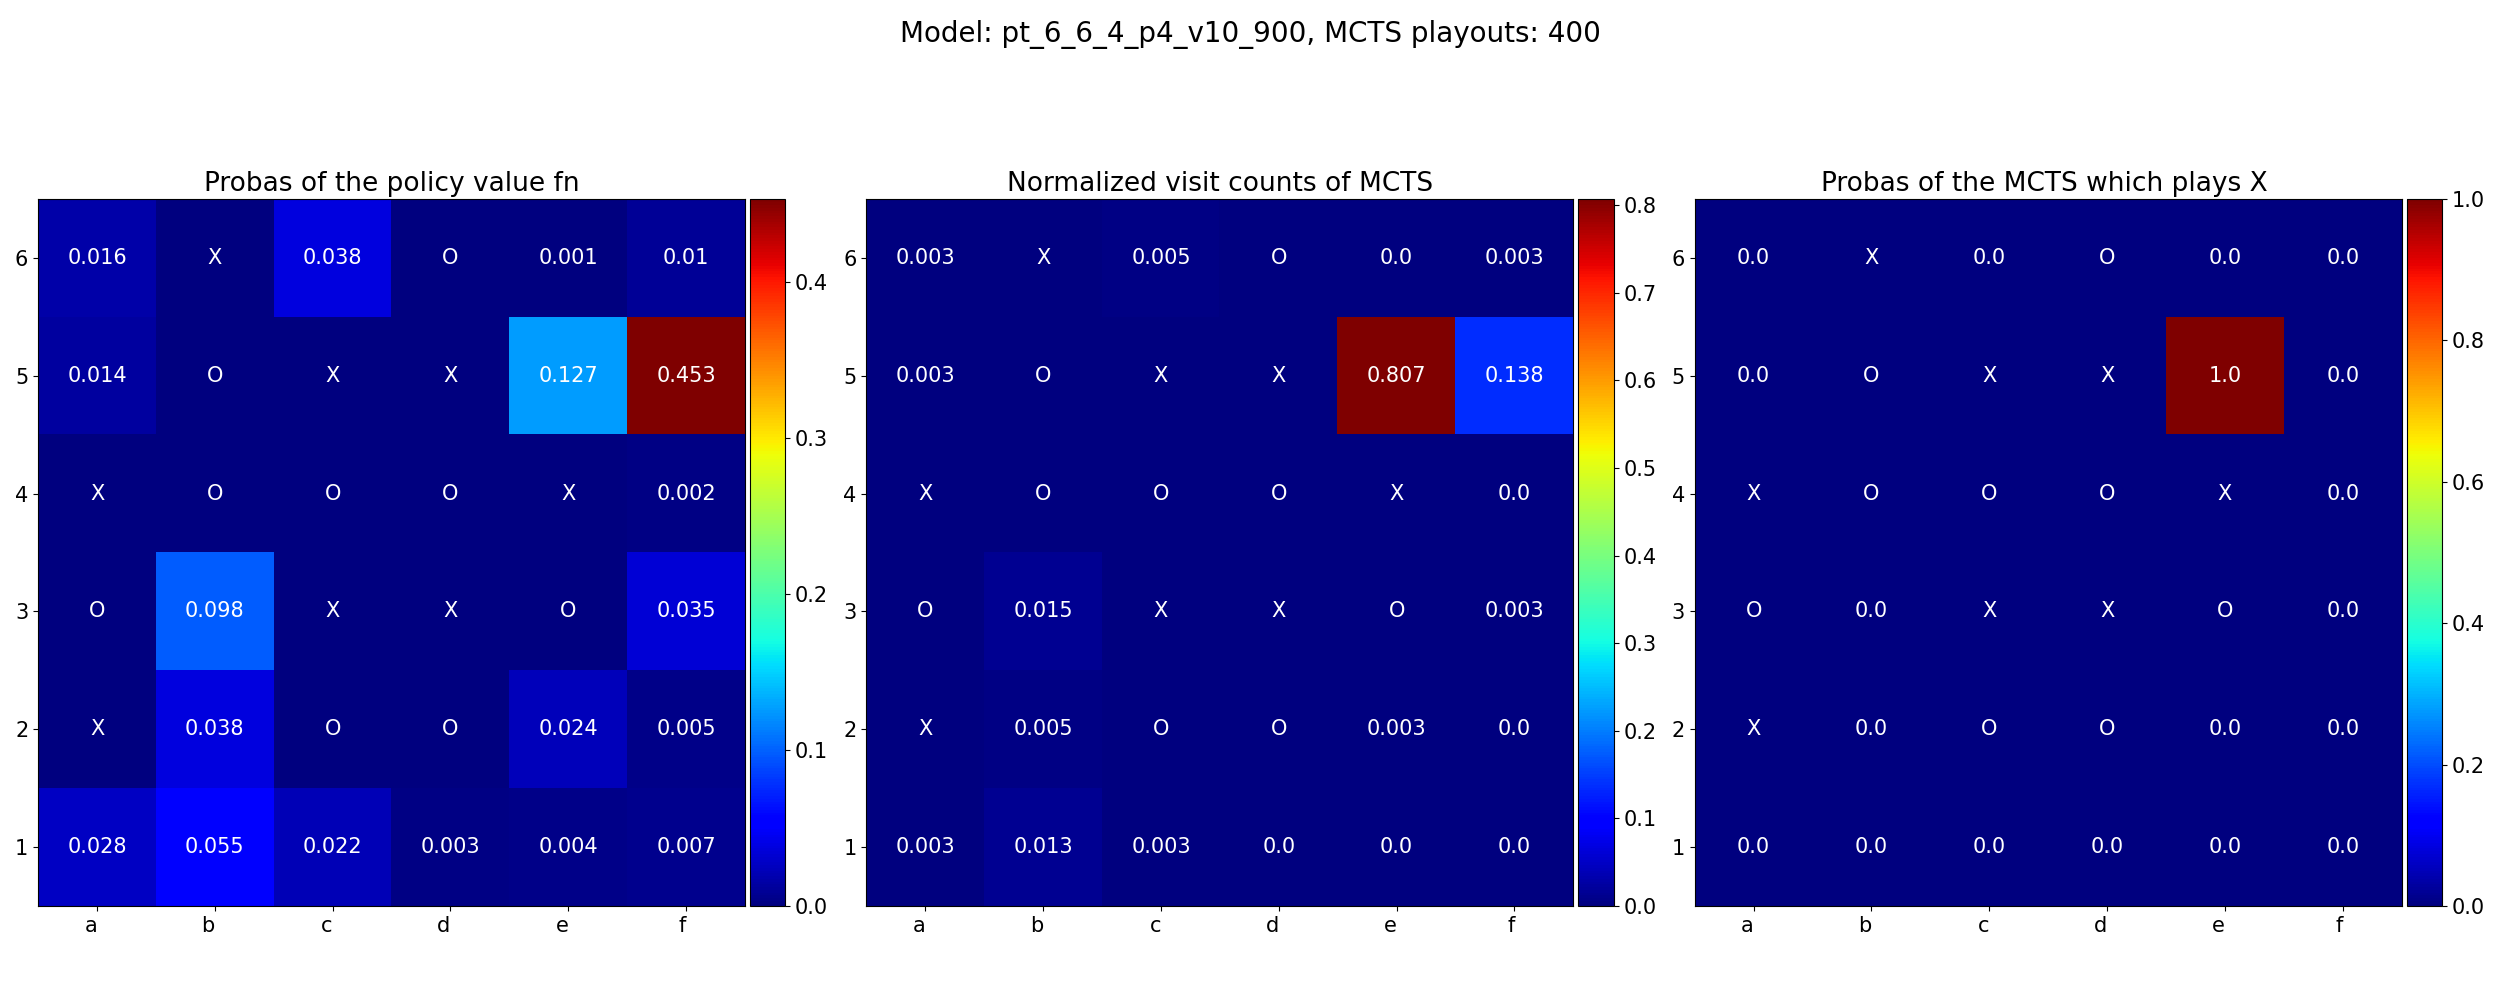 Model: pt_6_6_4_p4_v10_900, MCTS playouts: 400
Probas of the policy value fn
6 0.016 X 0.038 O 0.001 0.01
5 0.014 O X X 0.127 0.453
4 X O O O X 0.002
3 O 0.098 X X O 0.035
2 X 0.038 O O 0.024 0.005
1 0.028 0.055 0.022 0.003 0.004 0.007
a b c d e f
0.4
0.3
0.2
0.1
0.0
Normalized visit counts of MCTS
6 0.003 X 0.005 O 0.0 0.003
5 0.003 O X X 0.807 0.138
4 X O O O X 0.0
3 O 0.015 X X O 0.003
2 X 0.005 O O 0.003 0.0
1 0.003 0.013 0.003 0.0 0.0 0.0
a b c d e f
0.8
0.7
0.6
0.5
0.4
0.3
0.2
0.1
0.0
Probas of the MCTS which plays X
6 0.0 X 0.0 O 0.0 0.0
5 0.0 O X X 1.0 0.0
4 X O O O X 0.0
3 O 0.0 X X O 0.0
2 X 0.0 O O 0.0 0.0
1 0.0 0.0 0.0 0.0 0.0 0.0
a b c d e f
1.0
0.8
0.6
0.4
0.2
0.0